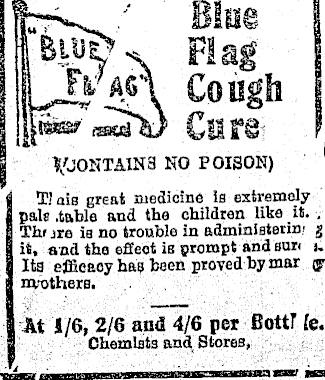 Blue
Flag
Cough
Cure
"BLUE
FLAG"
(CONTAINS NO POISON)
This great medicine is extremely
palatable and the children like it.
There is no trouble in administering
it, and the effect is prompt and sure
Its efficacy has been proved by many
mothers.
At 1/6, 2/6 and 4/6 per Bottle.
Chemists and Stores,